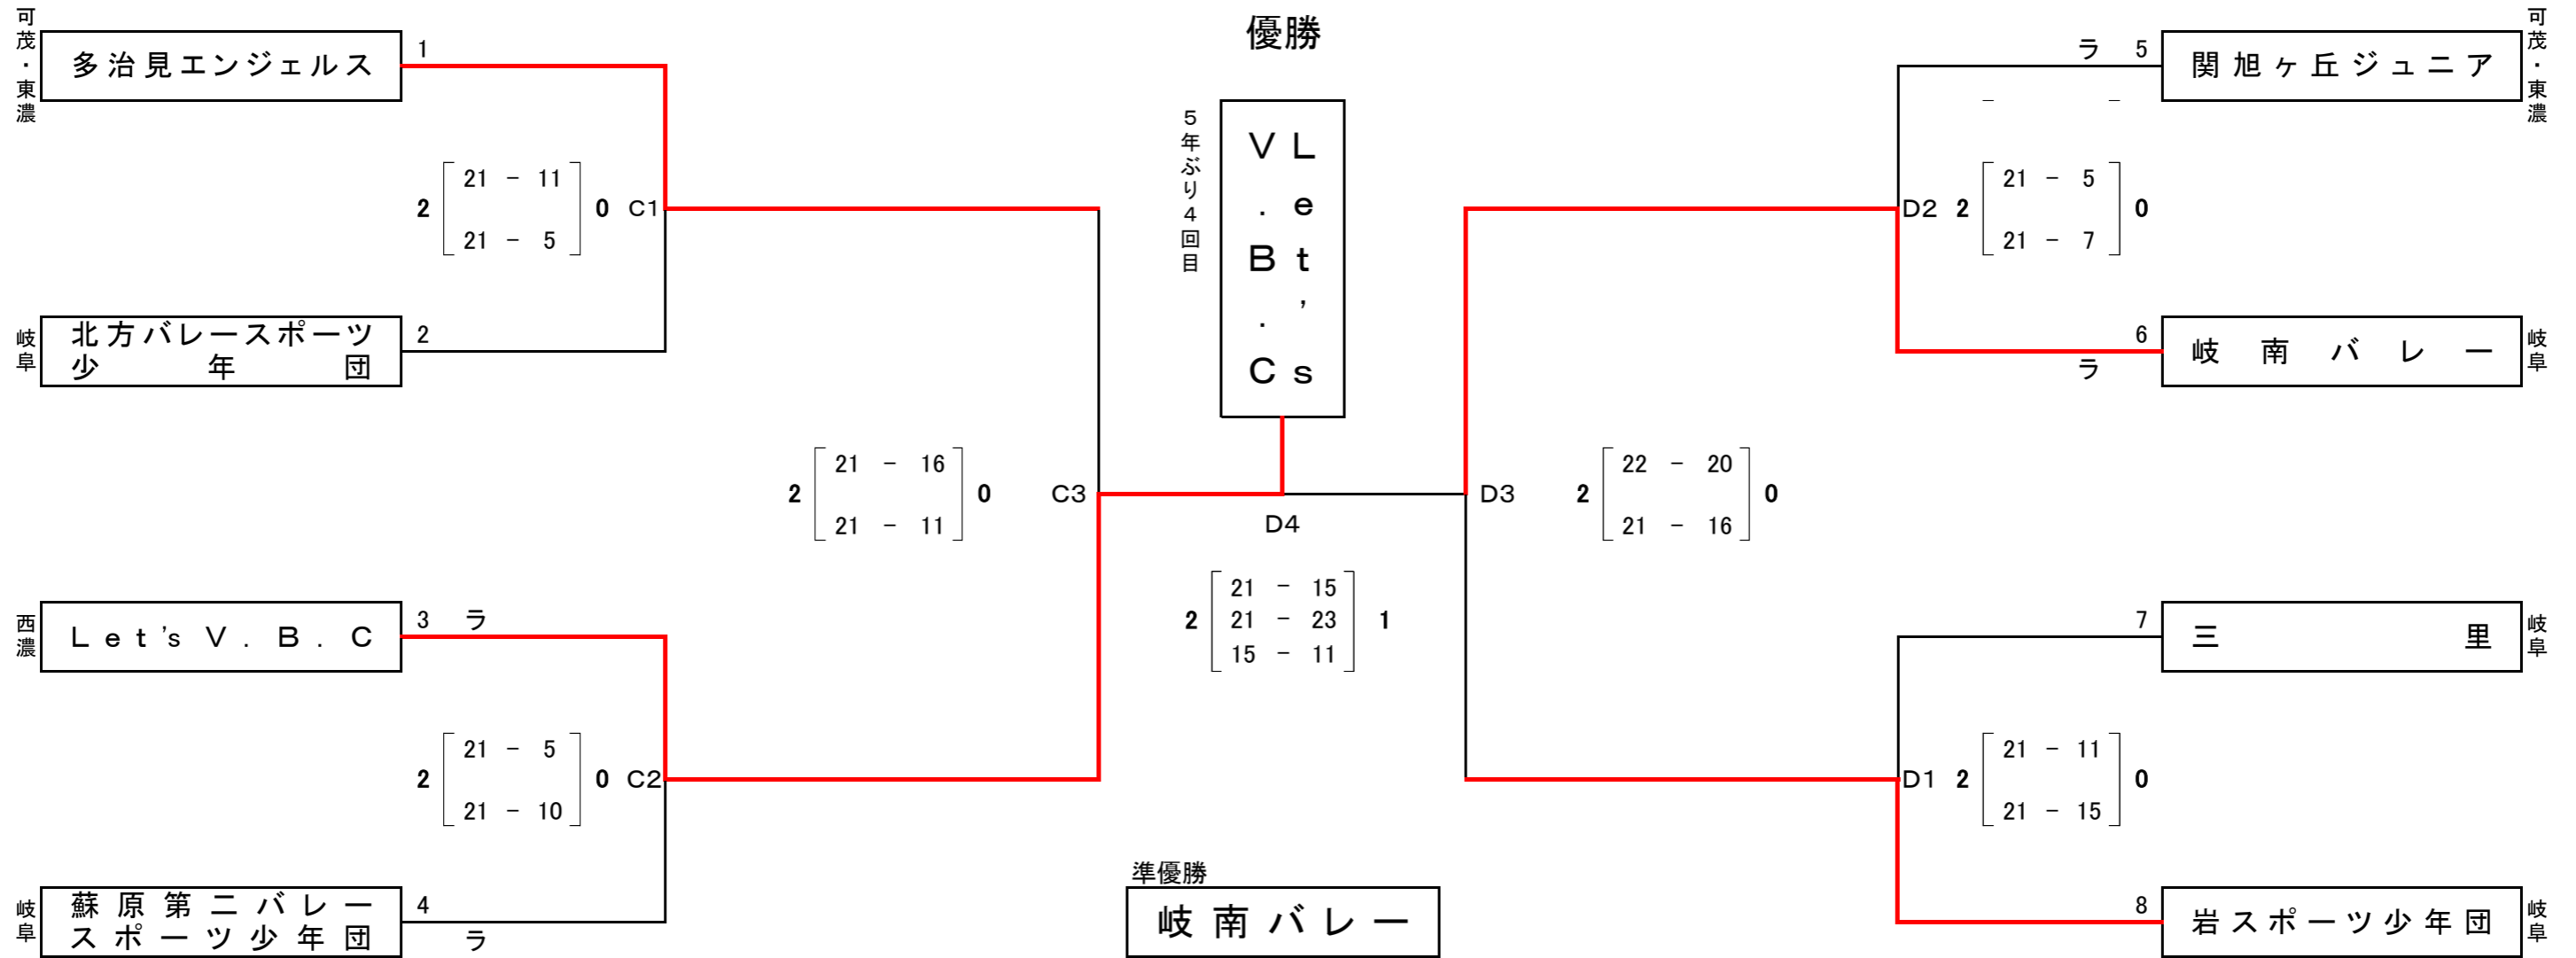 優勝
可茂・東濃
多治見エンジェルス
1
2
21 - 11
21 - 5
0
C1
岐阜
北方バレースポーツ
少年団
2
2
21 - 16
21 - 11
0
C3
西濃
Let's V.B.C
3
ラ
2
21 - 5
21 - 10
0
C2
岐阜
蘇原第二バレー
スポーツ少年団
4
ラ
5年ぶり4回目
Let's
V.B.C
D4
2
21 - 15
21 - 23
15 - 11
1
準優勝
岐南バレー
可茂・東濃
関旭ヶ丘ジュニア
5
ラ
- -
D2
2
21 - 5
21 - 7
0
岐阜
岐南バレー
6
ラ
D3
2
22 - 20
21 - 16
0
岐阜
三里
7
D1
2
21 - 11
21 - 15
0
岐阜
岩スポーツ少年団
8